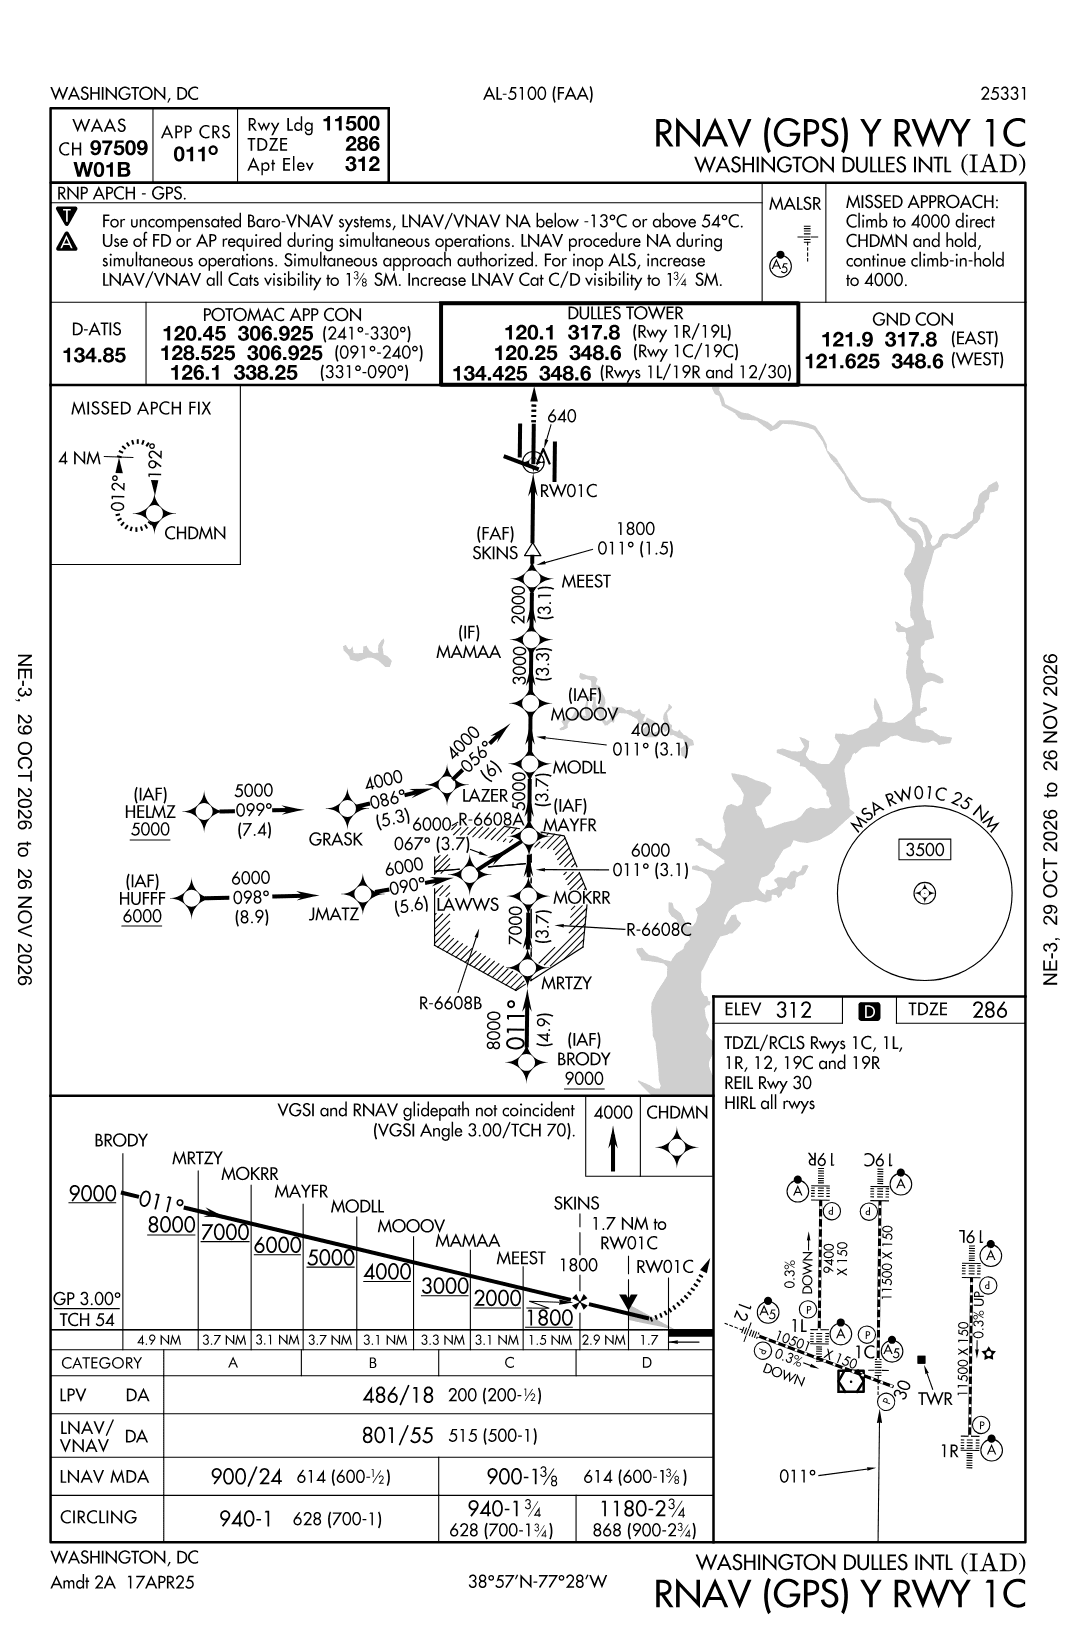 WASHINGTON, DC
AL-5100 (FAA)
25331
WAAS
CH 97509
W01B
APP CRS
011°
Rwy Ldg 11500
TDZE 286
Apt Elev 312
RNAV (GPS) Y RWY 1C
WASHINGTON DULLES INTL (IAD)
RNP APCH - GPS.
T
A
For uncompensated Baro-VNAV systems, LNAV/VNAV NA below -13°C or above 54°C.
Use of FD or AP required during simultaneous operations. LNAV procedure NA during
simultaneous operations. Simultaneous approach authorized. For inop ALS, increase
LNAV/VNAV all Cats visibility to 1⅜ SM. Increase LNAV Cat C/D visibility to 1¾ SM.
MALSR
A5
MISSED APPROACH:
Climb to 4000 direct
CHDMN and hold,
continue climb-in-hold
to 4000.
D-ATIS
134.85
POTOMAC APP CON
120.45 306.925 (241°-330°)
128.525 306.925 (091°-240°)
126.1 338.25 (331°-090°)
DULLES TOWER
120.1 317.8 (Rwy 1R/19L)
120.25 348.6 (Rwy 1C/19C)
134.425 348.6 (Rwys 1L/19R and 12/30)
GND CON
121.9 317.8 (EAST)
121.625 348.6 (WEST)
MISSED APCH FIX
4 NM
012°
192°
CHDMN
640
RW01C
(FAF)
SKINS
1800
011° (1.5)
MEEST
2000
(3.1)
(IF)
MAMAA
3000
(3.3)
(IAF)
MOOOV
4000
011° (3.1)
MODLL
5000
(3.7)
(IAF)
MAYFR
4000
056°
(6)
LAZER
4000
086°
(5.3)
GRASK
5000
099°
(7.4)
(IAF)
HELMZ
5000
6000
067° (3.7)
R-6608A
6000
011° (3.1)
(IAF)
HUFFF
6000
6000
098°
(8.9)
JMATZ
6000
090°
(5.6)
LAWWS
MOKRR
7000
(3.7)
R-6608C
MRTZY
R-6608B
8000
011°
(4.9)
(IAF)
BRODY
9000
MSA RW01C 25 NM
3500
NE-3, 29 OCT 2026 to 26 NOV 2026
NE-3, 29 OCT 2026 to 26 NOV 2026
ELEV 312
D
TDZE 286
TDZL/RCLS Rwys 1C, 1L,
1R, 12, 19C and 19R
REIL Rwy 30
HIRL all rwys
19R
19C
A
A
P
P
0.3%
DOWN
9400
X 150
11500 X 150
19L
A
P
0.3% UP
11500 X 150
12
A5
P
1L
A
P
1C
A5
P
10501 X 150
0.3%
DOWN
30
P
TWR
1R
P
A
011°
VGSI and RNAV glidepath not coincident
(VGSI Angle 3.00/TCH 70).
4000
CHDMN
BRODY
MRTZY
MOKRR
MAYFR
MODLL
MOOOV
MAMAA
MEEST
SKINS
1.7 NM to
RW01C
RW01C
9000
011°
8000
7000
6000
5000
4000
3000
2000
1800
1800
GP 3.00°
TCH 54
4.9 NM 3.7 NM 3.1 NM 3.7 NM 3.1 NM 3.3 NM 3.1 NM 1.5 NM 2.9 NM 1.7
CATEGORY A B C D
LPV DA 486/18 200 (200-½)
LNAV/
VNAV DA 801/55 515 (500-1)
LNAV MDA 900/24 614 (600-½) 900-1⅜ 614 (600-1⅜)
CIRCLING 940-1 628 (700-1) 940-1¾ 628 (700-1¾) 1180-2¾ 868 (900-2¾)
WASHINGTON, DC
Amdt 2A 17APR25
38°57'N-77°28'W
WASHINGTON DULLES INTL (IAD)
RNAV (GPS) Y RWY 1C